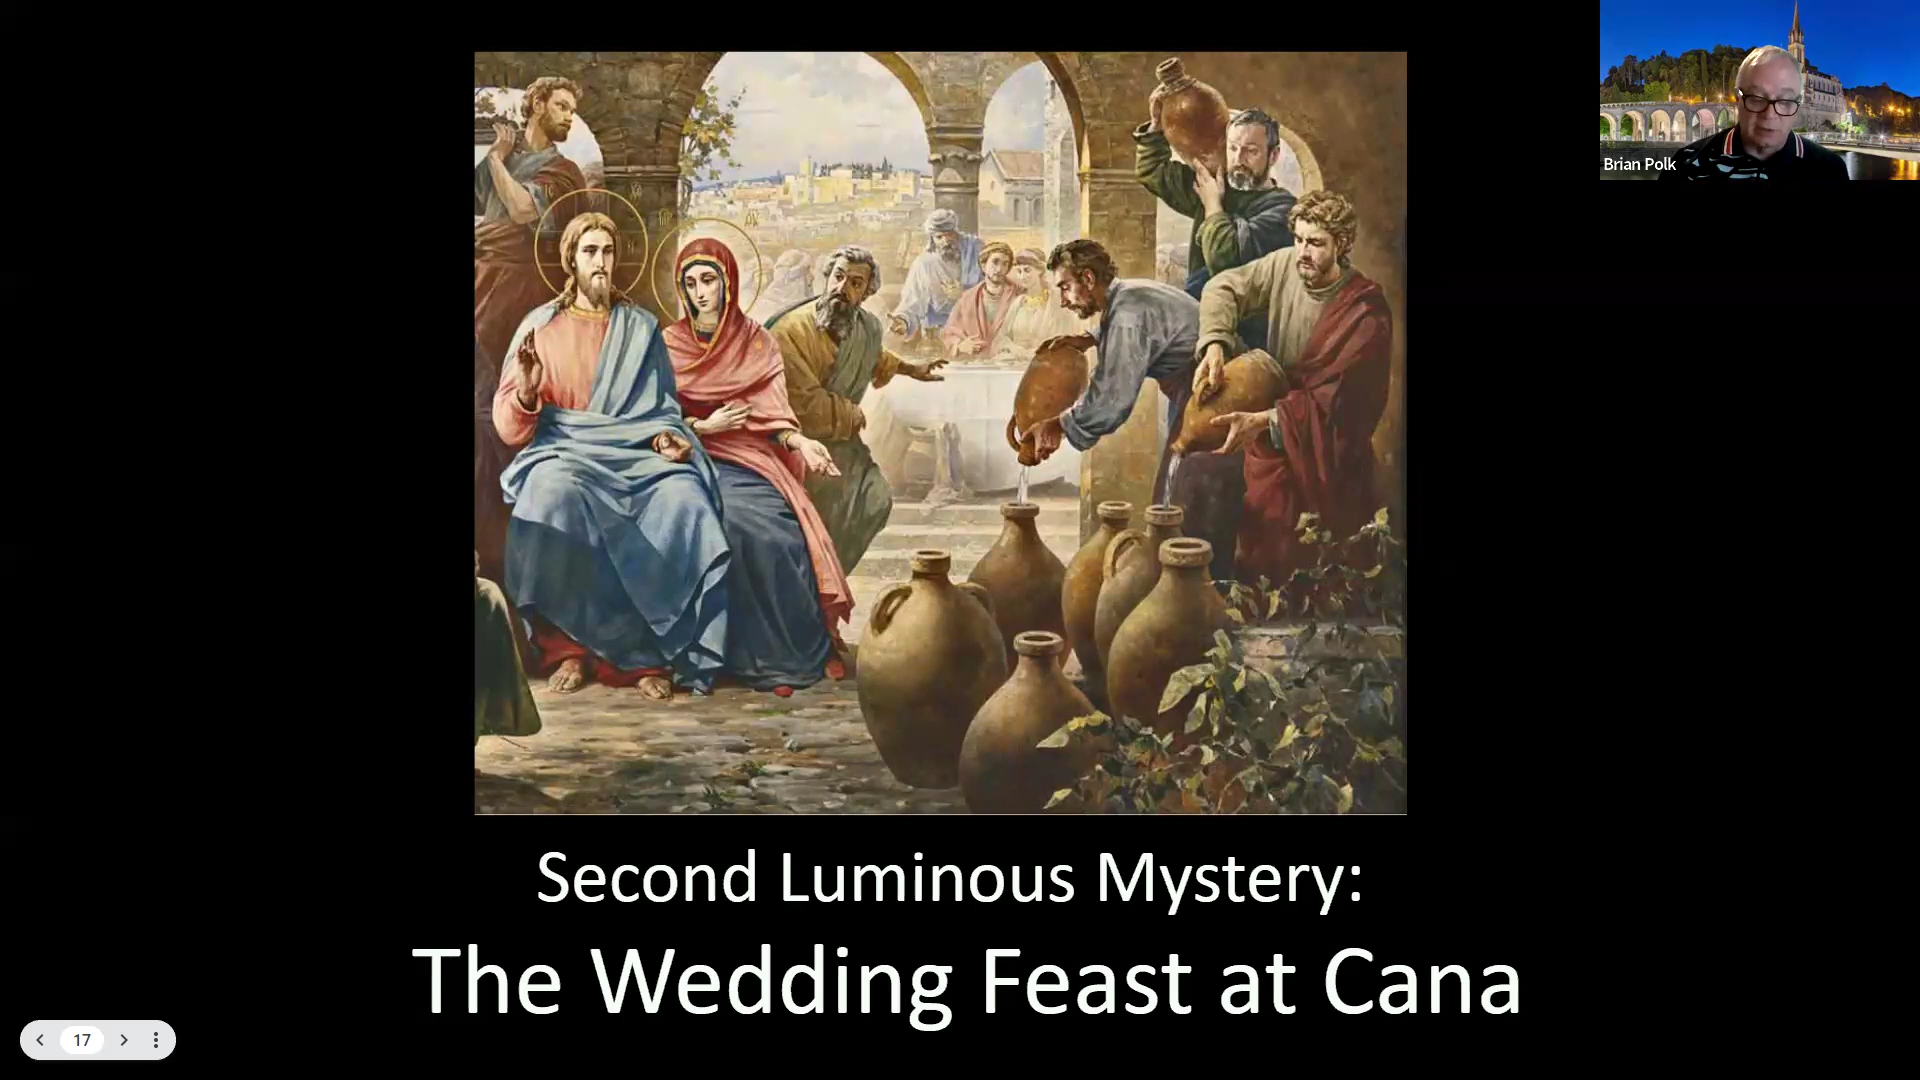 Brian Polk
Second Luminous Mystery:
The Wedding Feast at Cana
17